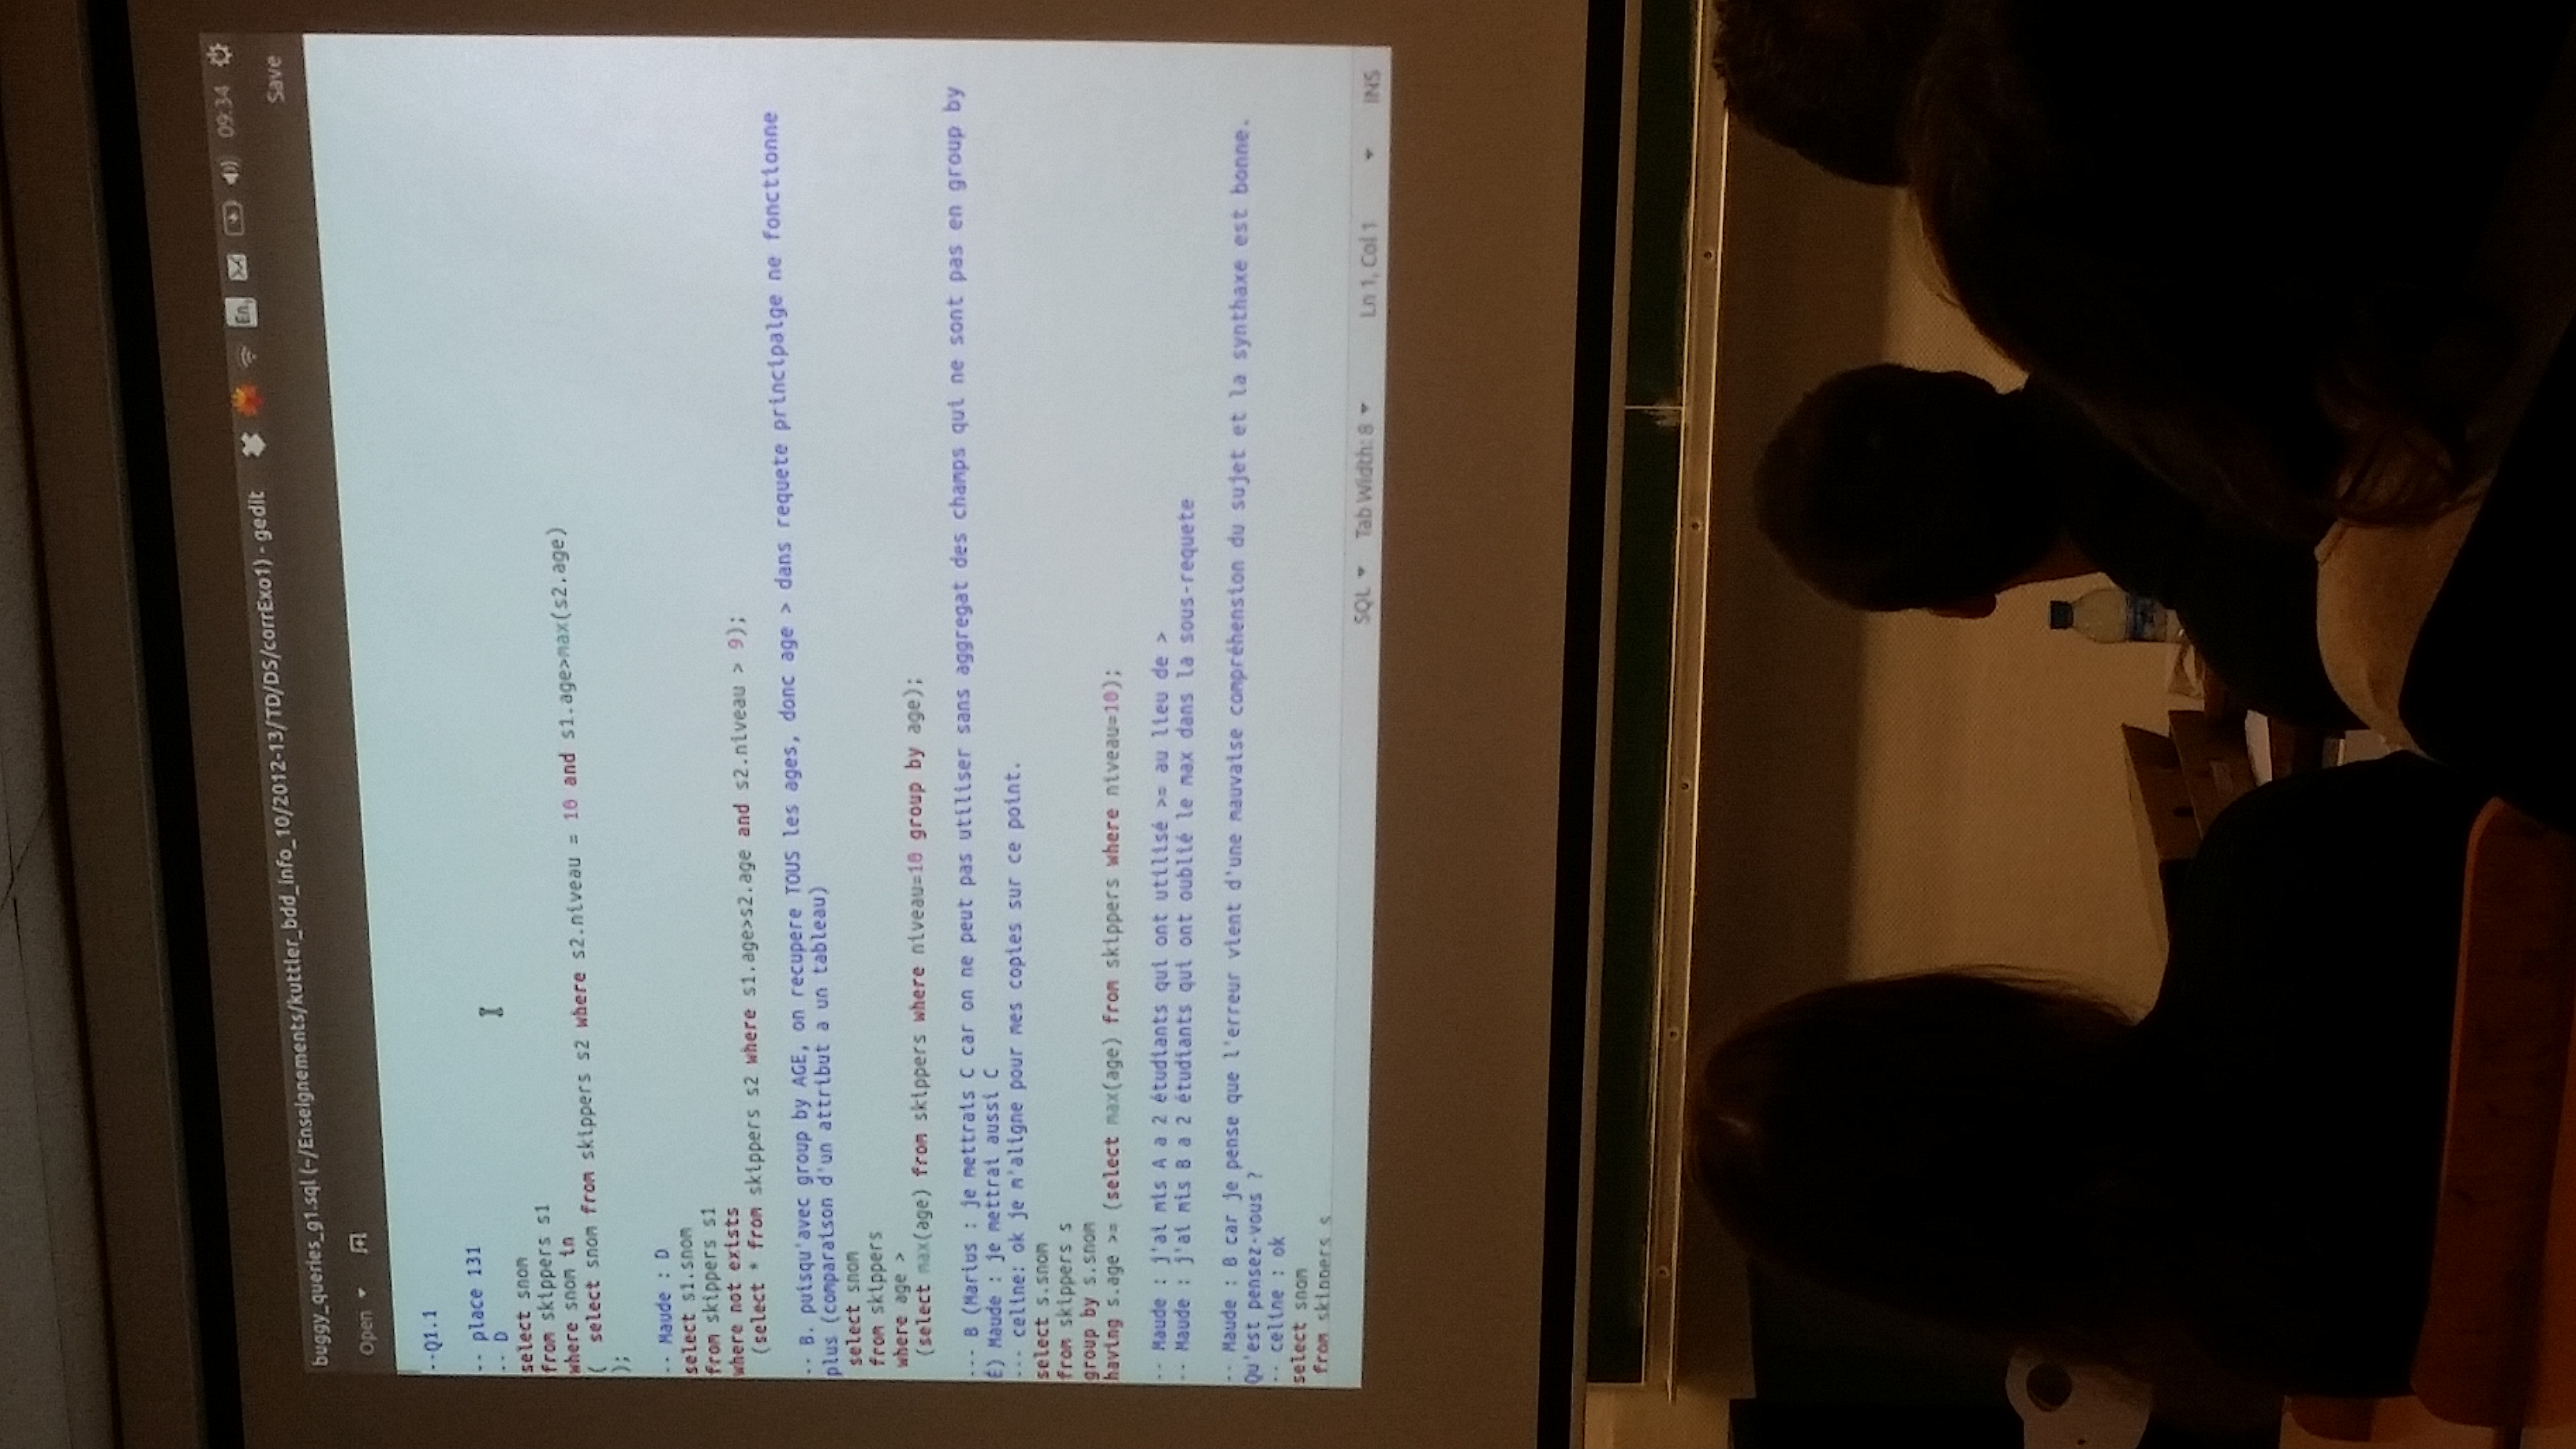 buggy_queries_g1.sql (~/Enseignements/kuttler_bdd_info_10/2012-13/TD/DS/corrExo1) - gedit
En,
09:34
Open
Save
--Q1.1
-- place 131
-- D
select snom
from skippers s1
where snom in
(  select snom from skippers s2 where s2.niveau = 10 and s1.age>max(s2.age)
);
-- Maude : D
select s1.snom
from skippers s1
where not exists
(select * from skippers s2 where s1.age>s2.age and s2.niveau > 9);
-- B. puisqu'avec group by AGE, on recupere TOUS les ages, donc age > dans requete principalge ne fonctionne
plus (comparaison d'un attribut a un tableau)
select snom
from skippers
where age >
(select max(age) from skippers where niveau=10 group by age);
--- B (Marius : je mettrais C car on ne peut pas utiliser sans aggregat des champs qui ne sont pas en group by
É) Maude : je mettrai aussi C
--- celine: ok je m'aligne pour mes copies sur ce point.
select s.snom
from skippers s
group by s.snom
having s.age >= (select max(age) from skippers where niveau=10);
-- Maude : j'ai mis A a 2 étudiants qui ont utilisé >= au lieu de >
-- Maude : j'ai mis B a 2 étudiants qui ont oublié le max dans la sous-requete
-- Maude : B car je pense que l'erreur vient d'une mauvaise compréhension du sujet et la synthaxe est bonne.
Qu'est pensez-vous ?
-- celine : ok
select snom
from skippers s
SQL
Tab Width: 8
Ln 1, Col 1
INS